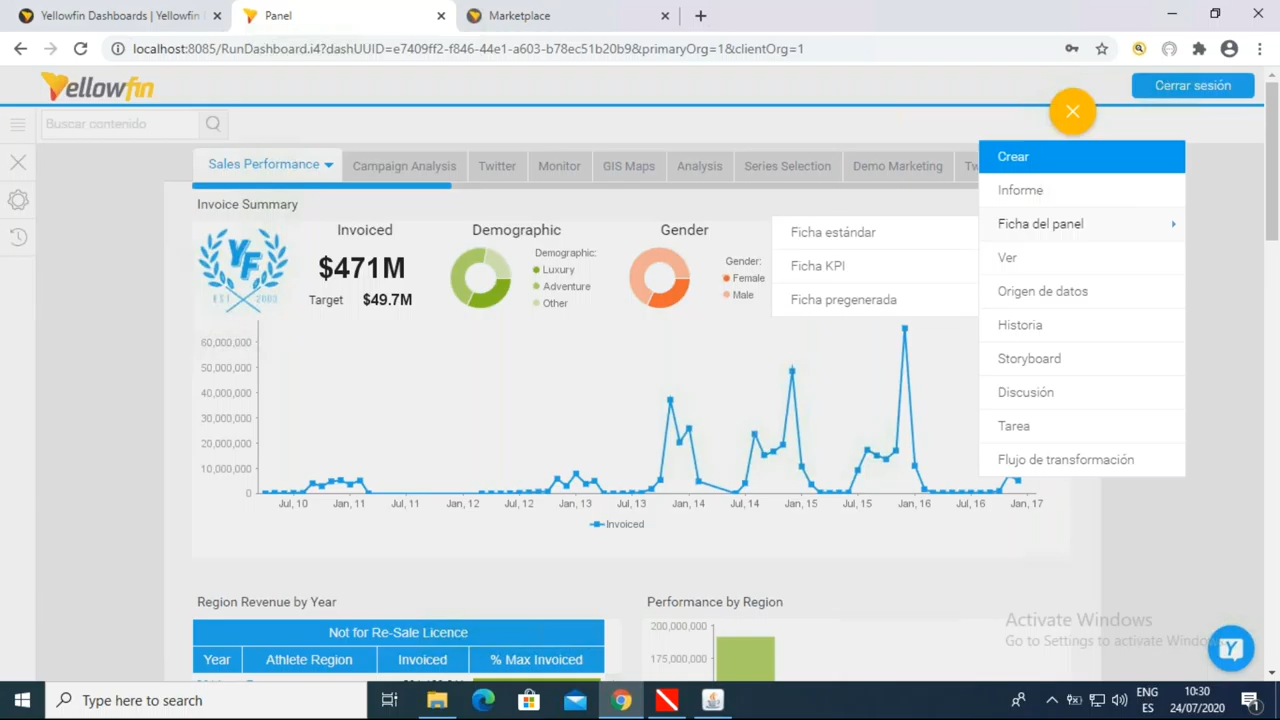 Yellowfin Dashboards | Yellowfin
Panel
Marketplace
localhost:8085/RunDashboard.i4?dashUUID=e7409ff2-f846-44e1-a603-b78ec51b20b9&primaryOrg=1&clientOrg=1
Yellowfin
Cerrar sesión
Buscar contenido
Sales Performance
Campaign Analysis
Twitter
Monitor
GIS Maps
Analysis
Series Selection
Demo Marketing
Tw
Crear
Informe
Ficha del panel
Ver
Origen de datos
Historia
Storyboard
Discusión
Tarea
Flujo de transformación
Ficha estándar
Ficha KPI
Ficha pregenerada
Invoice Summary
YF
EST 2003
Invoiced
$471M
Target $49.7M
Demographic
Demographic:
Luxury
Adventure
Other
Gender
Gender:
Female
Male
60,000,000
50,000,000
40,000,000
30,000,000
20,000,000
10,000,000
0
Jul, 10 Jan, 11 Jul, 11 Jan, 12 Jul, 12 Jan, 13 Jul, 13 Jan, 14 Jul, 14 Jan, 15 Jul, 15 Jan, 16 Jul, 16 Jan, 17
Invoiced
Region Revenue by Year
Not for Re-Sale Licence
Year Athlete Region Invoiced % Max Invoiced
Performance by Region
200,000,000
175,000,000
Activate Windows
Go to Settings to activate Windows.
Type here to search
ENG
ES
10:30
24/07/2020
1